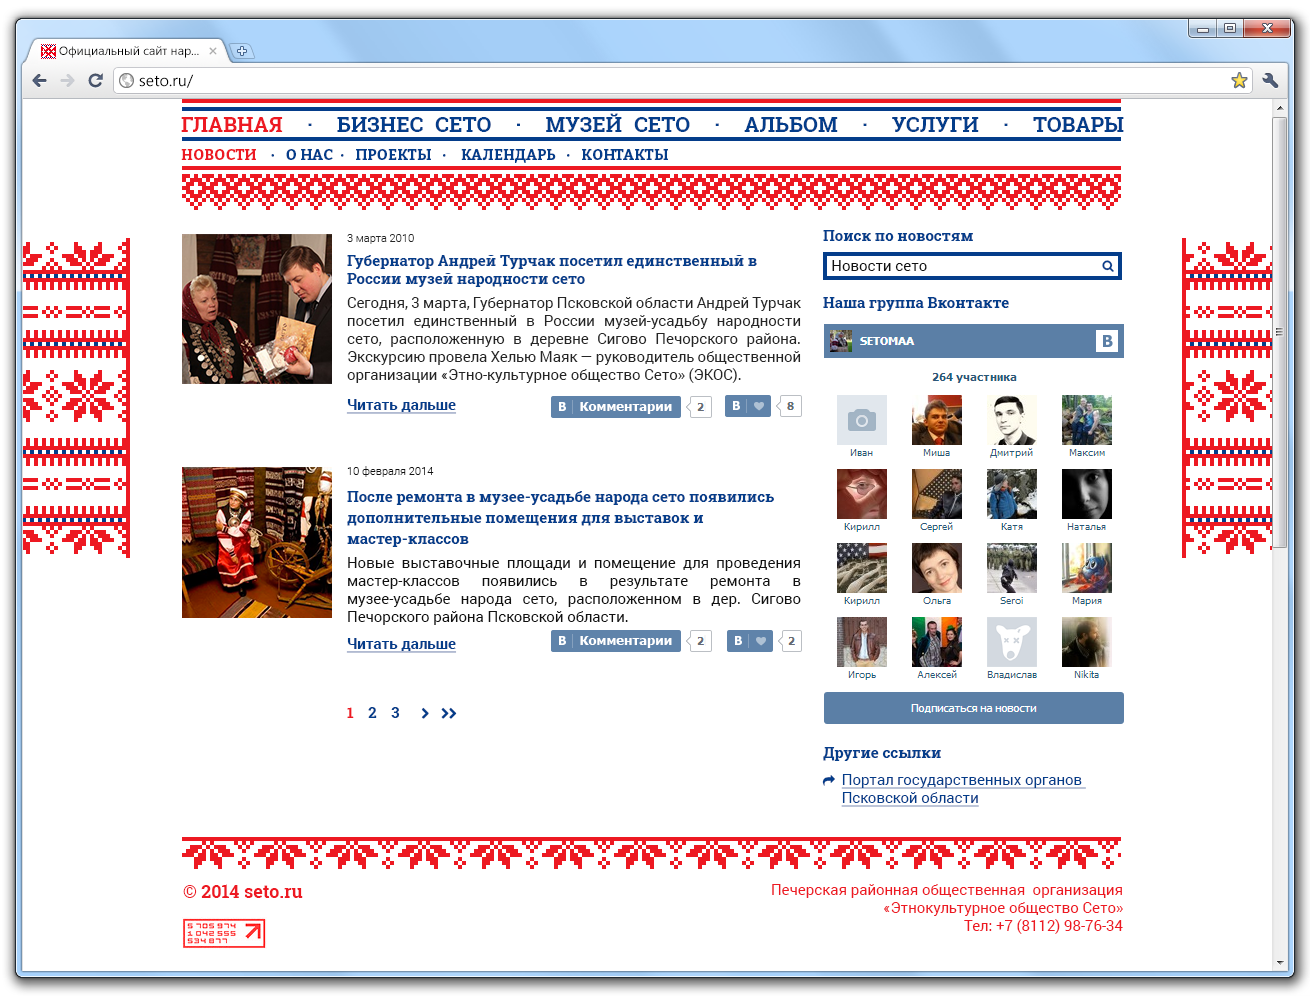 Официальный сайт нар...
seto.ru/
ГЛАВНАЯ · БИЗНЕС СЕТО · МУЗЕЙ СЕТО · АЛЬБОМ · УСЛУГИ · ТОВАРЫ
НОВОСТИ · О НАС · ПРОЕКТЫ · КАЛЕНДАРЬ · КОНТАКТЫ
3 марта 2010
Губернатор Андрей Турчак посетил единственный в
России музей народности сето
Сегодня, 3 марта, Губернатор Псковской области Андрей Турчак
посетил единственный в России музей-усадьбу народности
сето, расположенную в деревне Сигово Печорского района.
Экскурсию провела Хелью Маяк — руководитель общественной
организации «Этно-культурное общество Сето» (ЭКОС).
Читать дальше
В Комментарии 2
В 8
10 февраля 2014
После ремонта в музее-усадьбе народа сето появились
дополнительные помещения для выставок и
мастер-классов
Новые выставочные площади и помещение для проведения
мастер-классов появились в результате ремонта в
музее-усадьбе народа сето, расположенном в дер. Сигово
Печорского района Псковской области.
Читать дальше
В Комментарии 2
В 2
1 2 3
Поиск по новостям
Новости сето
Наша группа Вконтакте
SETOMAA
В
264 участника
Иван Миша Дмитрий Максим
Кирилл Сергей Катя Наталья
Кирилл Ольга Seroi Мария
Игорь Алексей Владислав Nikita
Подписаться на новости
Другие ссылки
Портал государственных органов
Псковской области
© 2014 seto.ru
5 705 974
1 042 555
534 877
Печерская районная общественная организация
«Этнокультурное общество Сето»
Тел: +7 (8112) 98-76-34